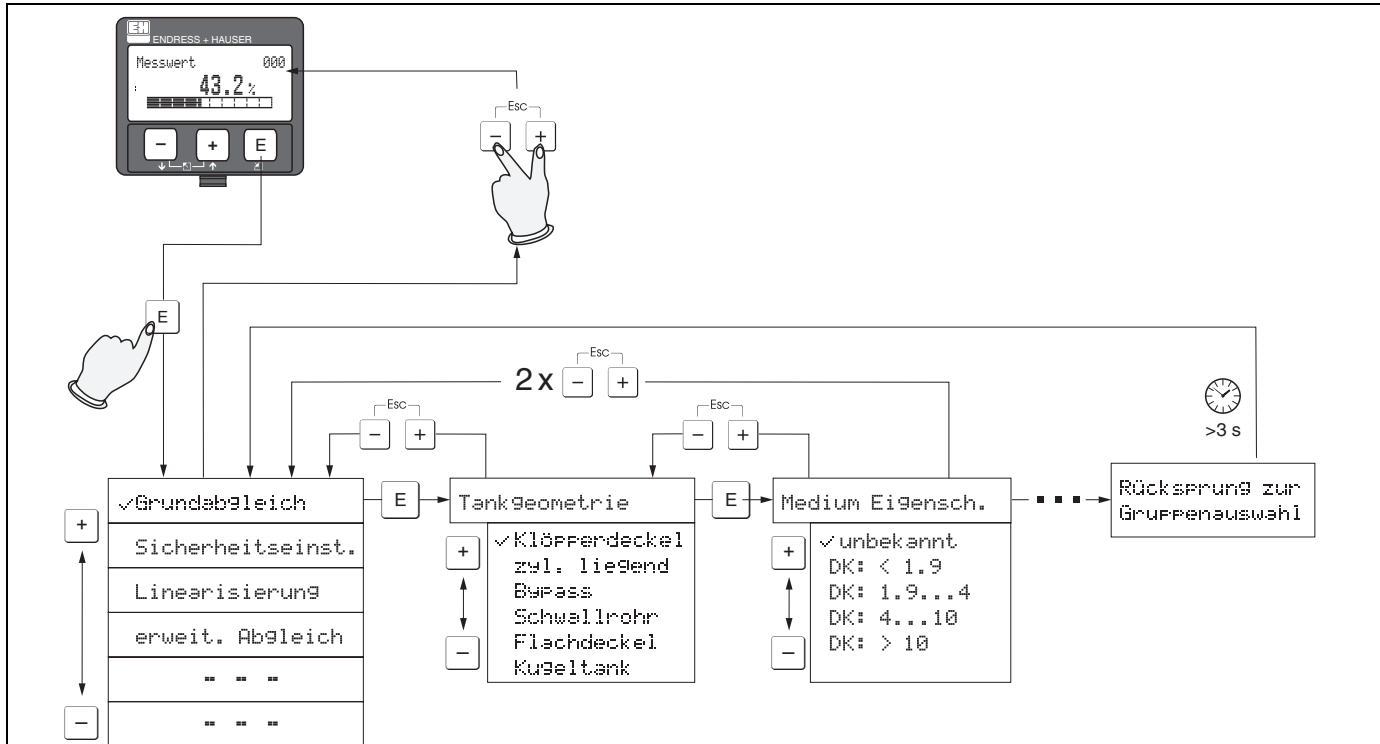 EH
ENDRESS + HAUSER
Messwert 000
43.2 %
- + E
Esc
- +
E
Esc
2 x - +
Esc
- +
Esc
- +
>3 s
✓Grundabgleich
E
Tankgeometrie
E
Medium Eigensch.
Rücksprung zur
Gruppenauswahl
+
Sicherheitseinst.
Linearisierung
erweit. Abgleich
- - -
- - -
-
+
✓Klöpperdeckel
zyl. liegend
Bypass
Schwallrohr
Flachdeckel
Kugeltank
-
+
✓unbekannt
DK: < 1.9
DK: 1.9...4
DK: 4...10
DK: > 10
-